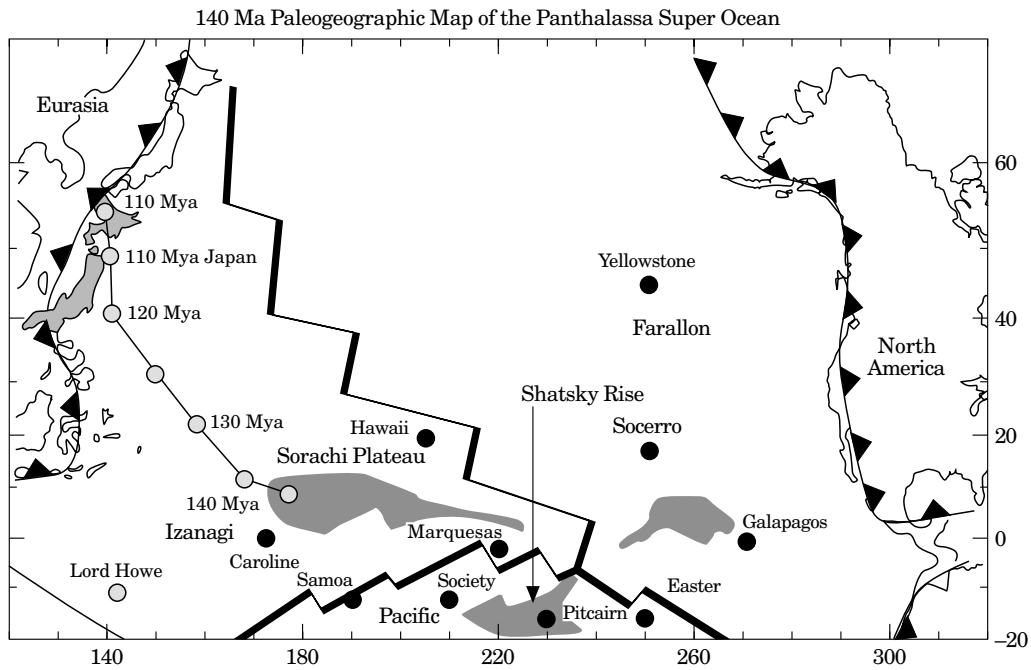 140 Ma Paleogeographic Map of the Panthalassa Super Ocean
Eurasia
60
110 Mya
110 Mya Japan
Yellowstone
120 Mya
40
Farallon
North
America
Shatsky Rise
130 Mya
Hawaii
Socerro
20
Sorachi Plateau
140 Mya
Izanagi
Marquesas
Galapagos
0
Caroline
Lord Howe
Samoa
Society
Easter
Pacific
Pitcairn
–20
140
180
220
260
300